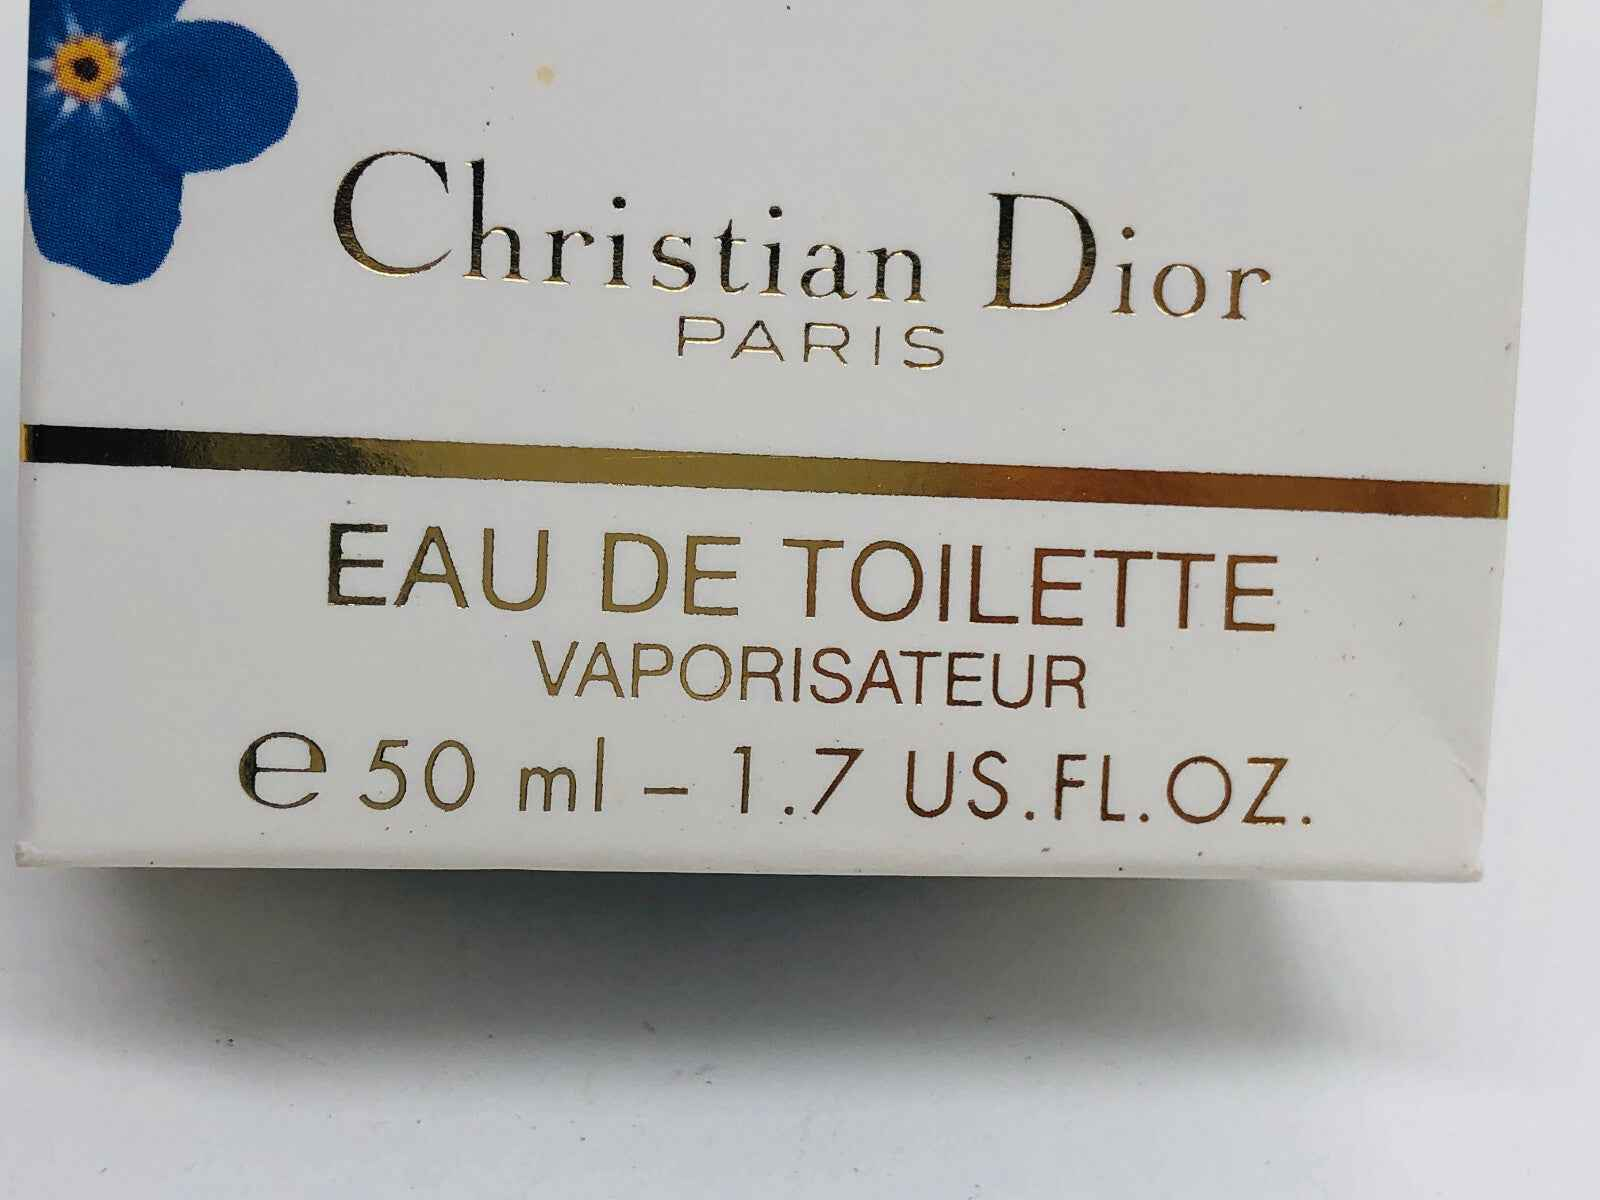 Christian Dior
PARIS
EAU DE TOILETTE
VAPORISATEUR
℮ 50 ml – 1.7 US.FL.OZ.